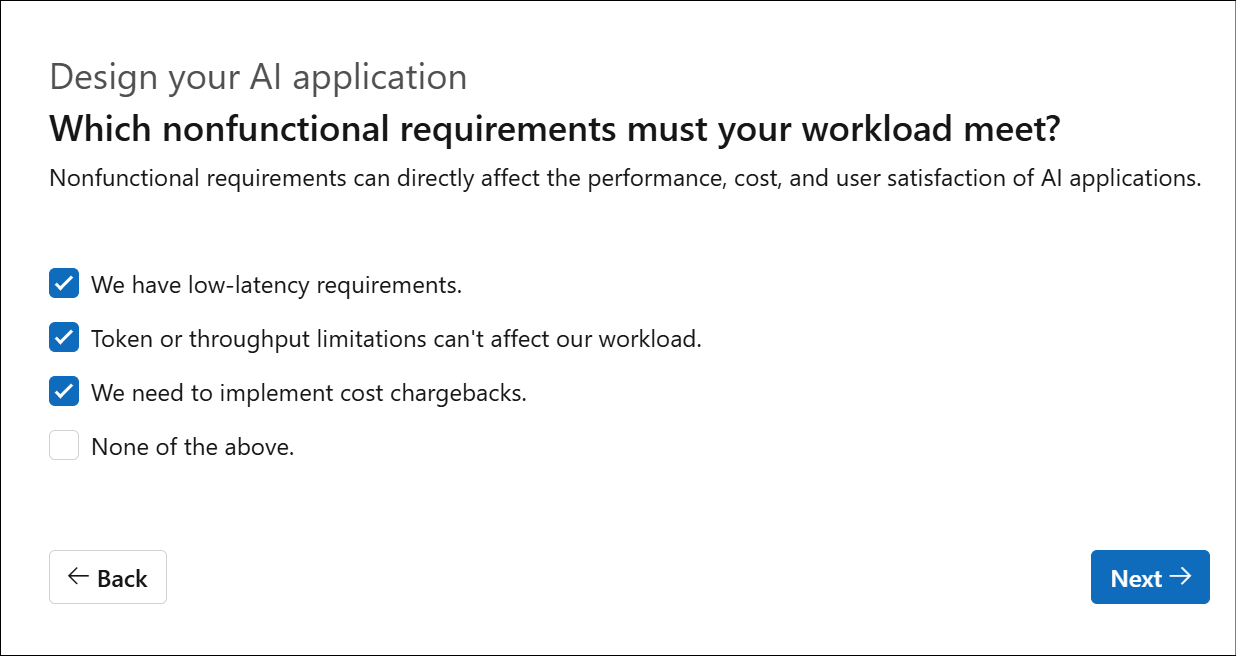 Design your AI application
Which nonfunctional requirements must your workload meet?
Nonfunctional requirements can directly affect the performance, cost, and user satisfaction of AI applications.
We have low-latency requirements.
Token or throughput limitations can't affect our workload.
We need to implement cost chargebacks.
None of the above.
Back
Next